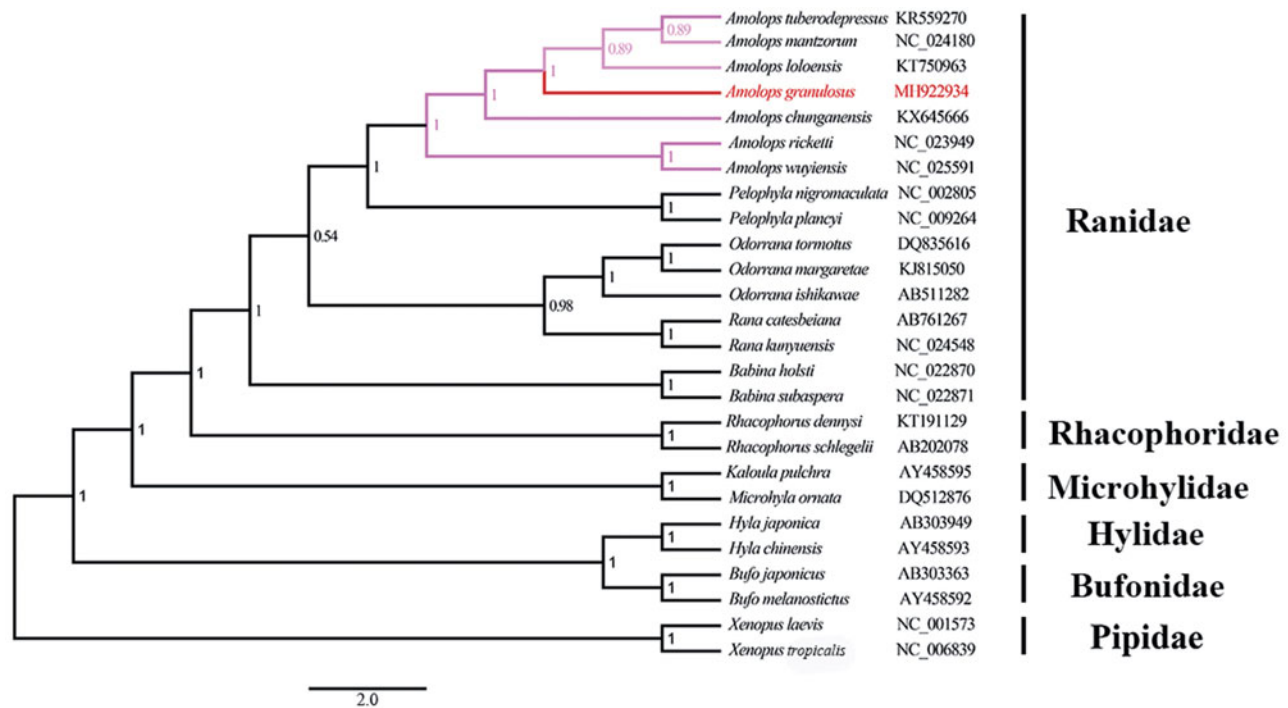 Amolops tuberodepressus KR559270
0.89
Amolops mantzorum NC_024180
0.89
Amolops loloensis KT750963
1
Amolops granulosus MH922934
1
Amolops chunganensis KX645666
1
Amolops ricketti NC_023949
1
Amolops wuyiensis NC_025591
1
Pelophyla nigromaculata NC_002805
1
Pelophyla plancyi NC_009264
Ranidae
0.54
Odorrana tormotus DQ835616
1
Odorrana margaretae KJ815050
1
Odorrana ishikawae AB511282
0.98
1
Rana catesbeiana AB761267
1
Rana kunyuensis NC_024548
Babina holsti NC_022870
1
1
Babina subaspera NC_022871
Rhacophorus dennysi KT191129
1
1
Rhacophoridae
Rhacophorus schlegelii AB202078
Kaloula pulchra AY458595
1
Microhylidae
1
Microhyla ornata DQ512876
Hyla japonica AB303949
1
Hylidae
Hyla chinensis AY458593
1
Bufo japonicus AB303363
1
Bufonidae
Bufo melanostictus AY458592
Xenopus laevis NC_001573
1
Pipidae
Xenopus tropicalis NC_006839
2.0